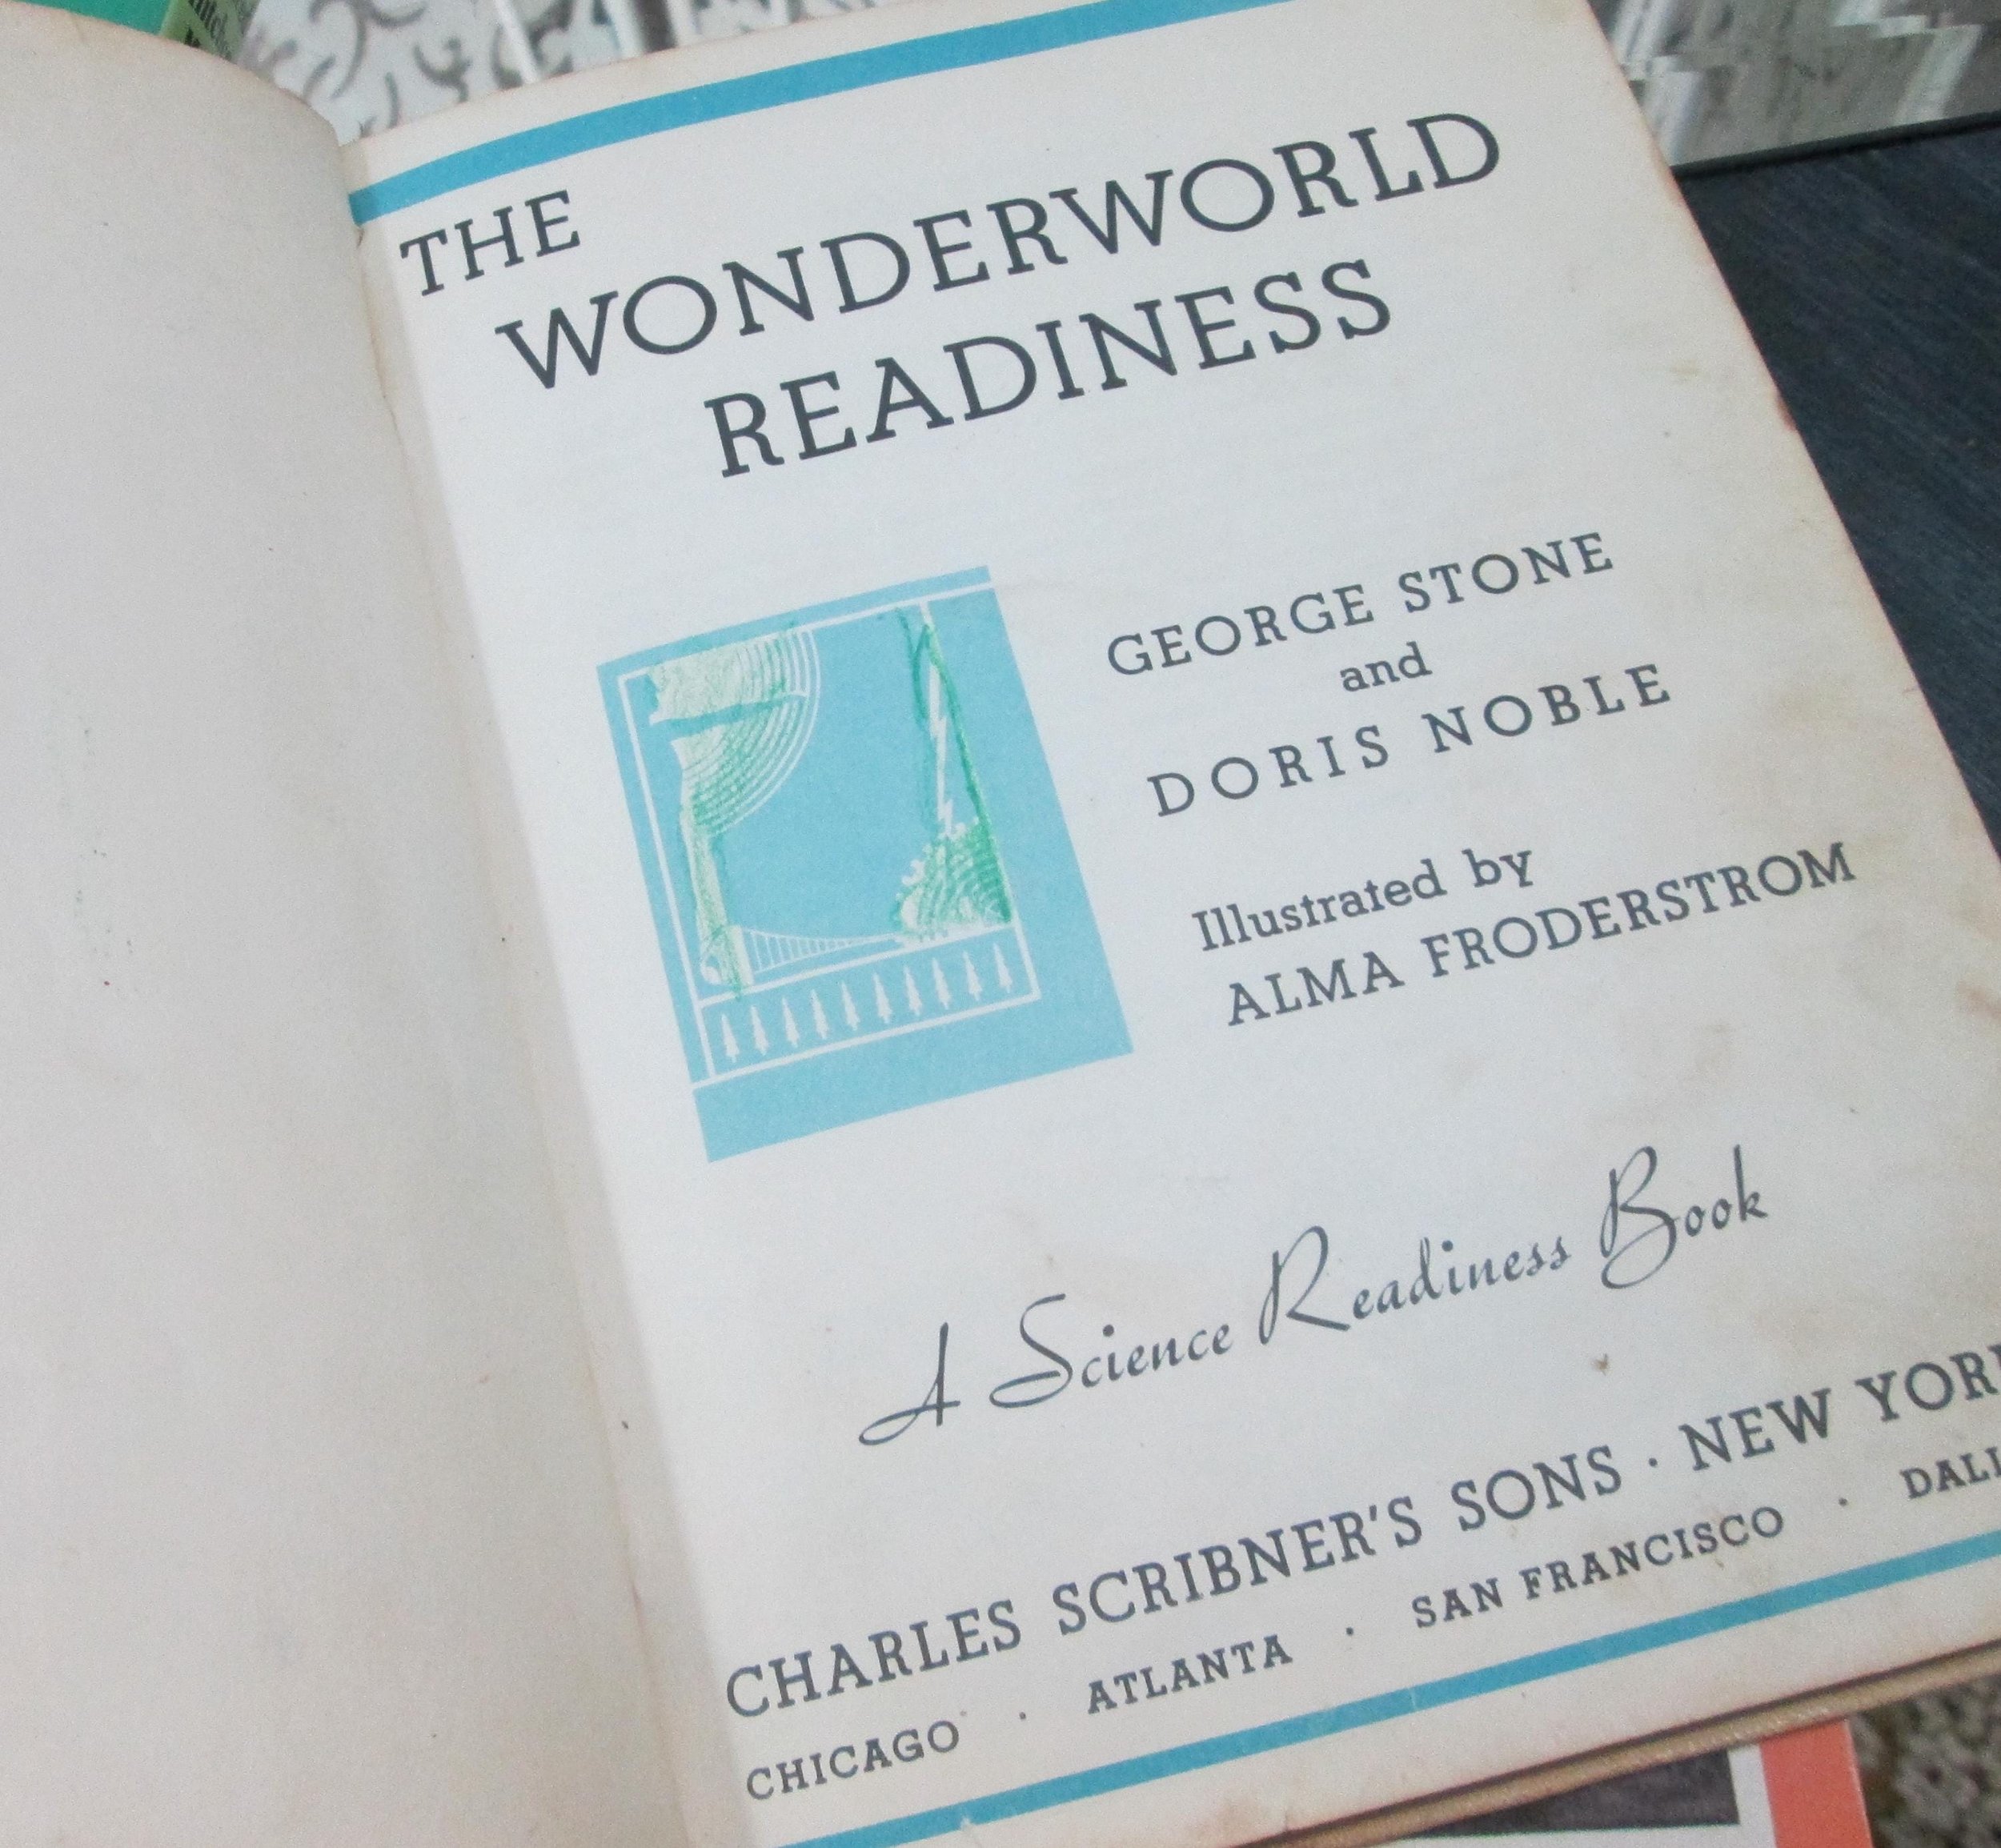 THE
WONDERWORLD
READINESS
GEORGE STONE
and
DORIS NOBLE
Illustrated by
ALMA FRODERSTROM
A Science Readiness Book
CHARLES SCRIBNER'S SONS · NEW YOR
CHICAGO · ATLANTA · SAN FRANCISCO · DALL